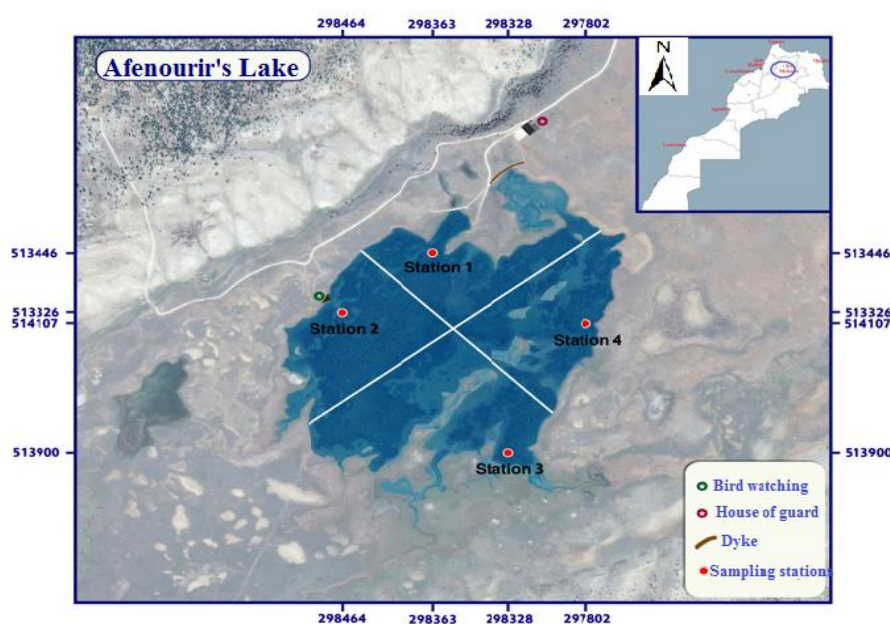 298464 298363 298328 297802
Afenourir's Lake
N
513446 513446
Station 1
513326 513326
Station 2
514107 514107
Station 4
513900 513900
Station 3
Bird watching
House of guard
Dyke
Sampling stations
298464 298363 298328 297802